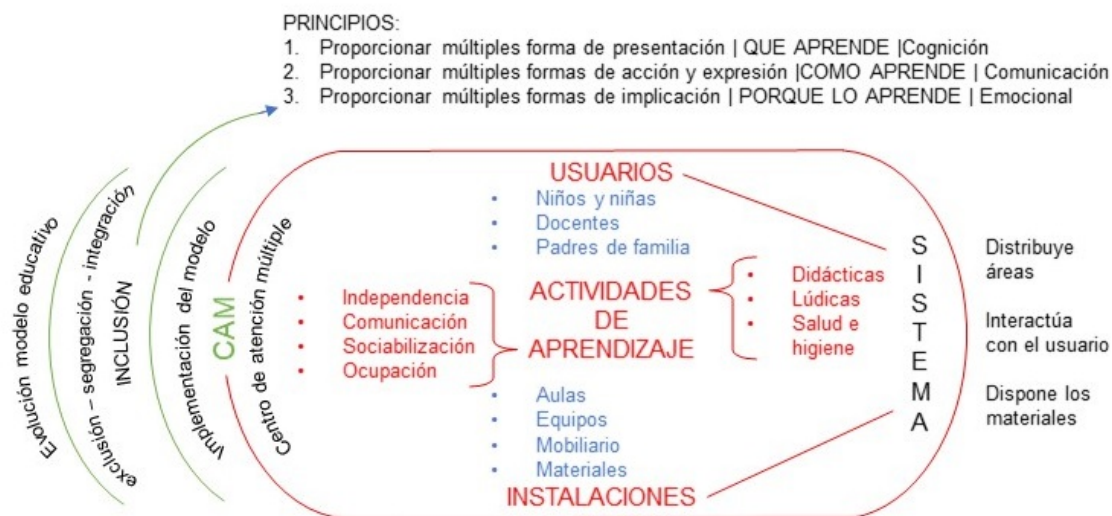 PRINCIPIOS:
1. Proporcionar múltiples forma de presentación | QUE APRENDE |Cognición
2. Proporcionar múltiples formas de acción y expresión |COMO APRENDE | Comunicación
3. Proporcionar múltiples formas de implicación | PORQUE LO APRENDE | Emocional
Evolución modelo educativo
exclusión – segregación - integración
INCLUSIÓN
Implementación del modelo
CAM
Centro de atención múltiple
USUARIOS
• Niños y niñas
• Docentes
• Padres de familia
• Independencia
• Comunicación
• Sociabilización
• Ocupación
ACTIVIDADES
DE
APRENDIZAJE
• Didácticas
• Lúdicas
• Salud e
higiene
• Aulas
• Equipos
• Mobiliario
• Materiales
INSTALACIONES
SISTEMA
Distribuye
áreas
Interactúa
con el usuario
Dispone los
materiales